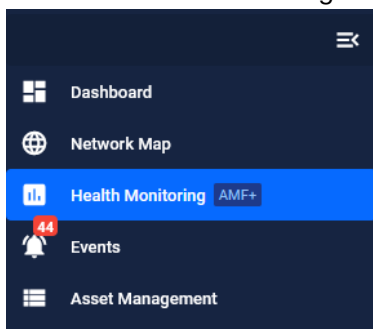 Dashboard
Network Map
Health Monitoring AMF+
44
Events
Asset Management